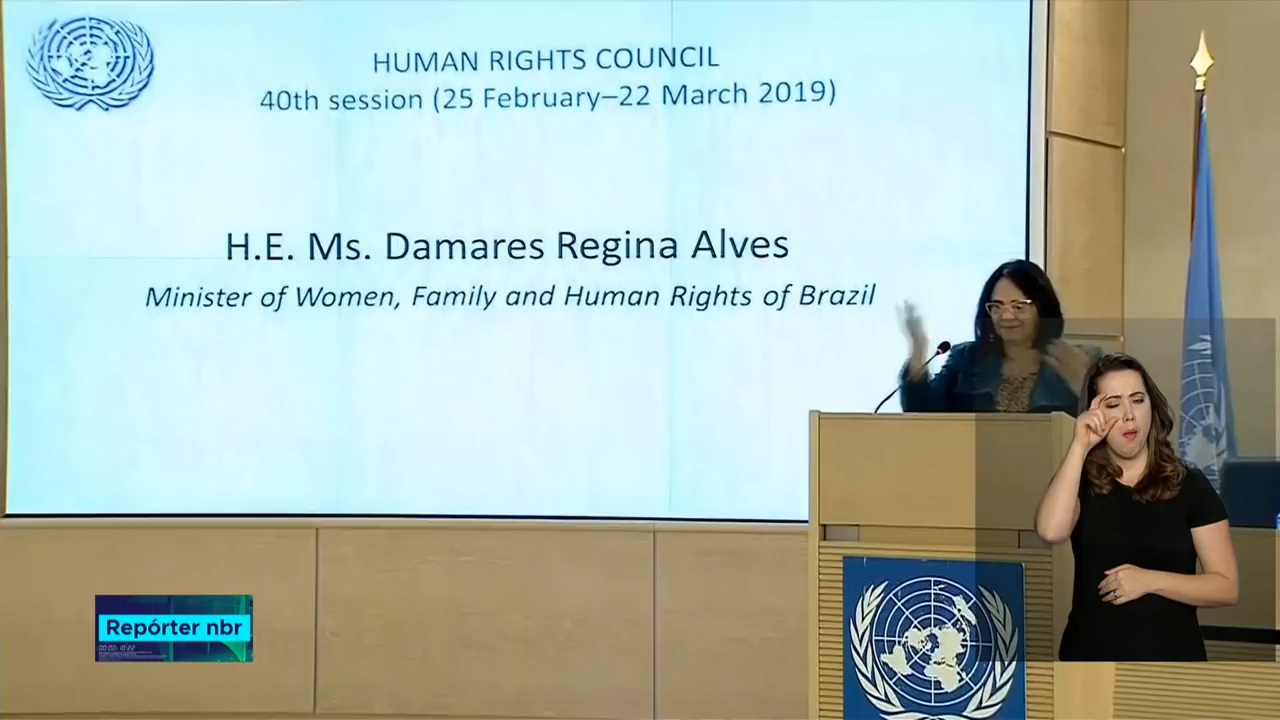 HUMAN RIGHTS COUNCIL
40th session (25 February–22 March 2019)
H.E. Ms. Damares Regina Alves
Minister of Women, Family and Human Rights of Brazil
Repórter nbr